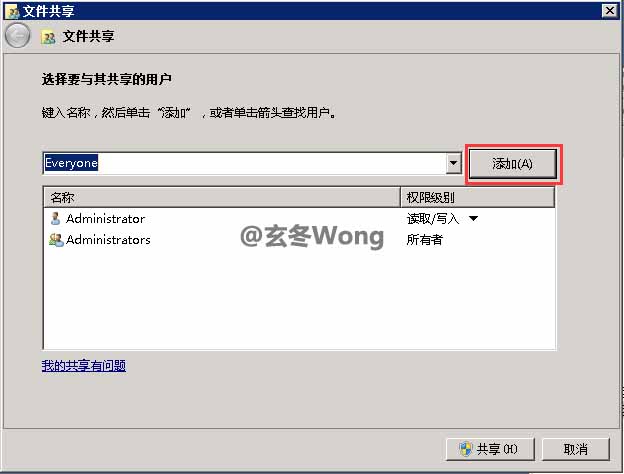 文件共享
文件共享
选择要与其共享的用户
键入名称，然后单击“添加”，或者单击箭头查找用户。
Everyone
添加(A)
名称 权限级别
Administrator 读取/写入
Administrators 所有者
@玄冬Wong
我的共享有问题
共享(H) 取消